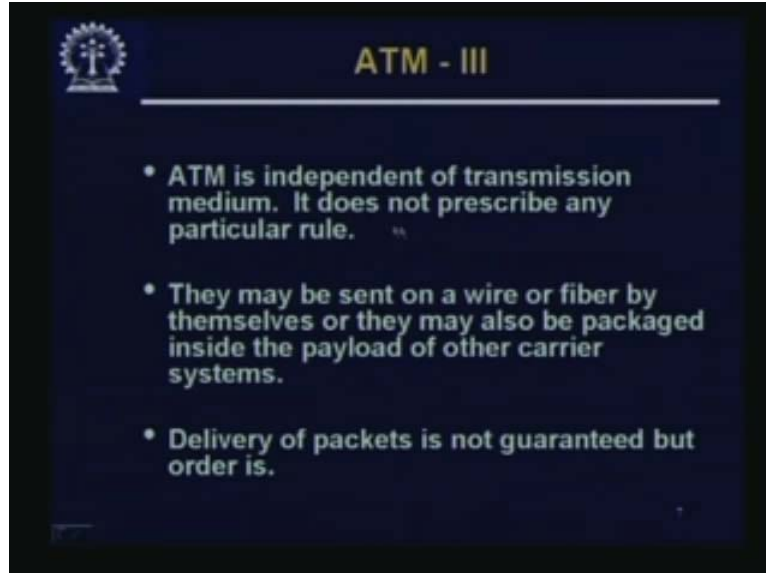 ATM - III
• ATM is independent of transmission
medium. It does not prescribe any
particular rule.
• They may be sent on a wire or fiber by
themselves or they may also be packaged
inside the payload of other carrier
systems.
• Delivery of packets is not guaranteed but
order is.